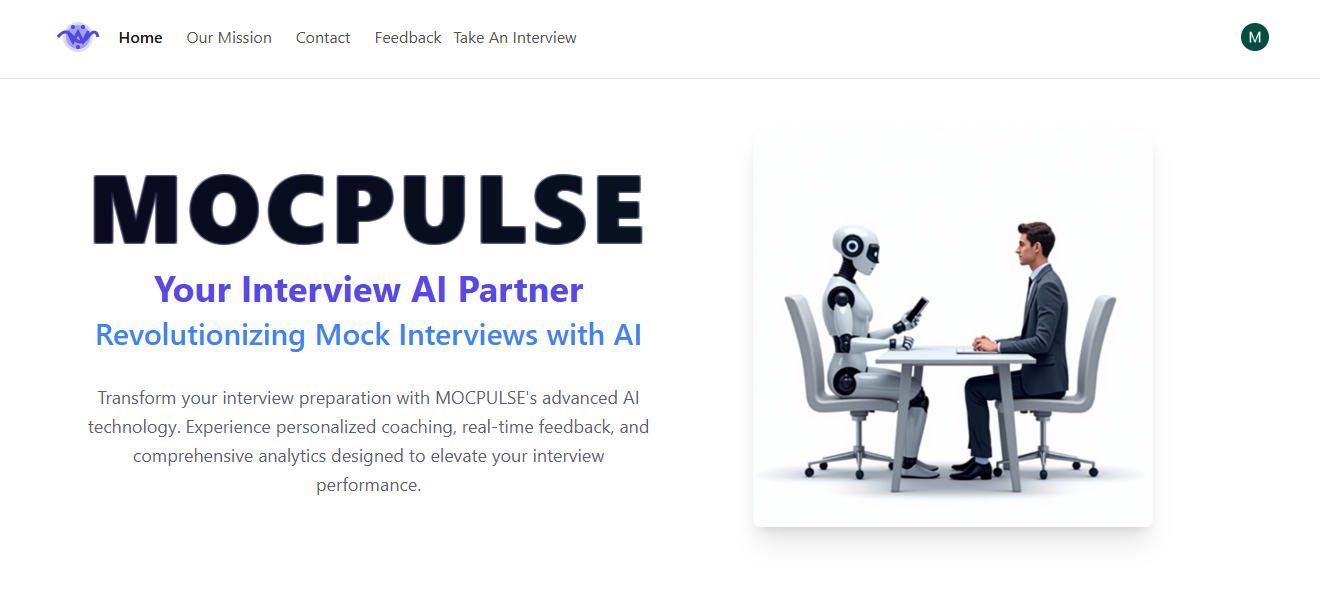 Home Our Mission Contact Feedback Take An Interview M
MOCPULSE
Your Interview AI Partner
Revolutionizing Mock Interviews with AI
Transform your interview preparation with MOCPULSE's advanced AI
technology. Experience personalized coaching, real-time feedback, and
comprehensive analytics designed to elevate your interview
performance.